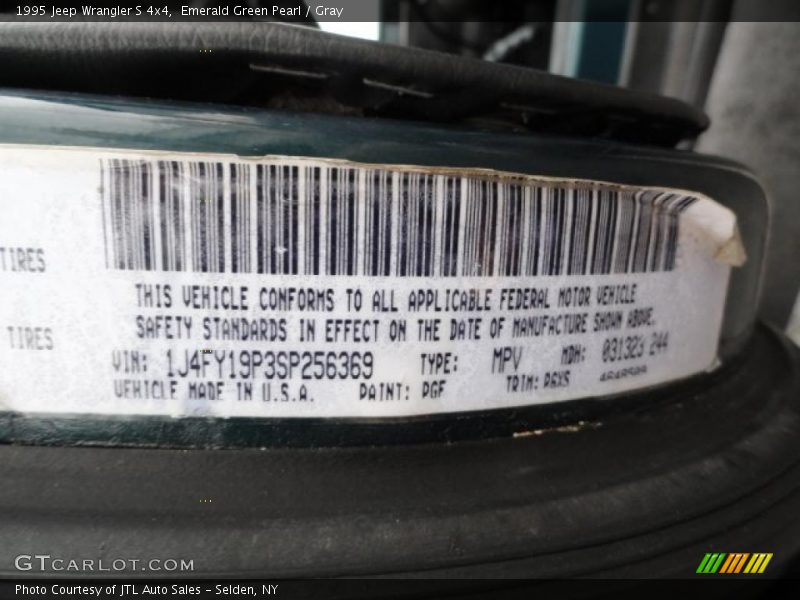 1995 Jeep Wrangler S 4x4, Emerald Green Pearl / Gray
TIRES
TIRES
THIS VEHICLE CONFORMS TO ALL APPLICABLE FEDERAL MOTOR VEHICLE
SAFETY STANDARDS IN EFFECT ON THE DATE OF MANUFACTURE SHOWN ABOVE.
VIN: 1J4FY19P3SP256369 TYPE: MPV MDH: 031323 244
VEHICLE MADE IN U.S.A. PAINT: PGF TRIM: P6XS
GTCARLOT.COM
Photo Courtesy of JTL Auto Sales - Selden, NY